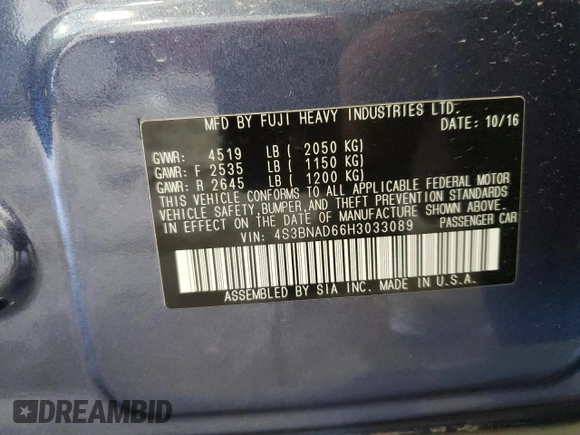 MFD BY FUJI HEAVY INDUSTRIES LTD.
DATE: 10/16
GVWR: 4519 LB ( 2050 KG)
GAWR: F 2535 LB ( 1150 KG)
GAWR: R 2645 LB ( 1200 KG)
THIS VEHICLE CONFORMS TO ALL APPLICABLE FEDERAL MOTOR
VEHICLE SAFETY,BUMPER,AND THEFT PREVENTION STANDARDS
IN EFFECT ON THE DATE OF MANUFACTURE SHOWN ABOVE.
VIN: 4S3BNAD66H3033089 PASSENGER CAR
ASSEMBLED BY SIA INC. MADE IN U.S.A.
DREAMBID